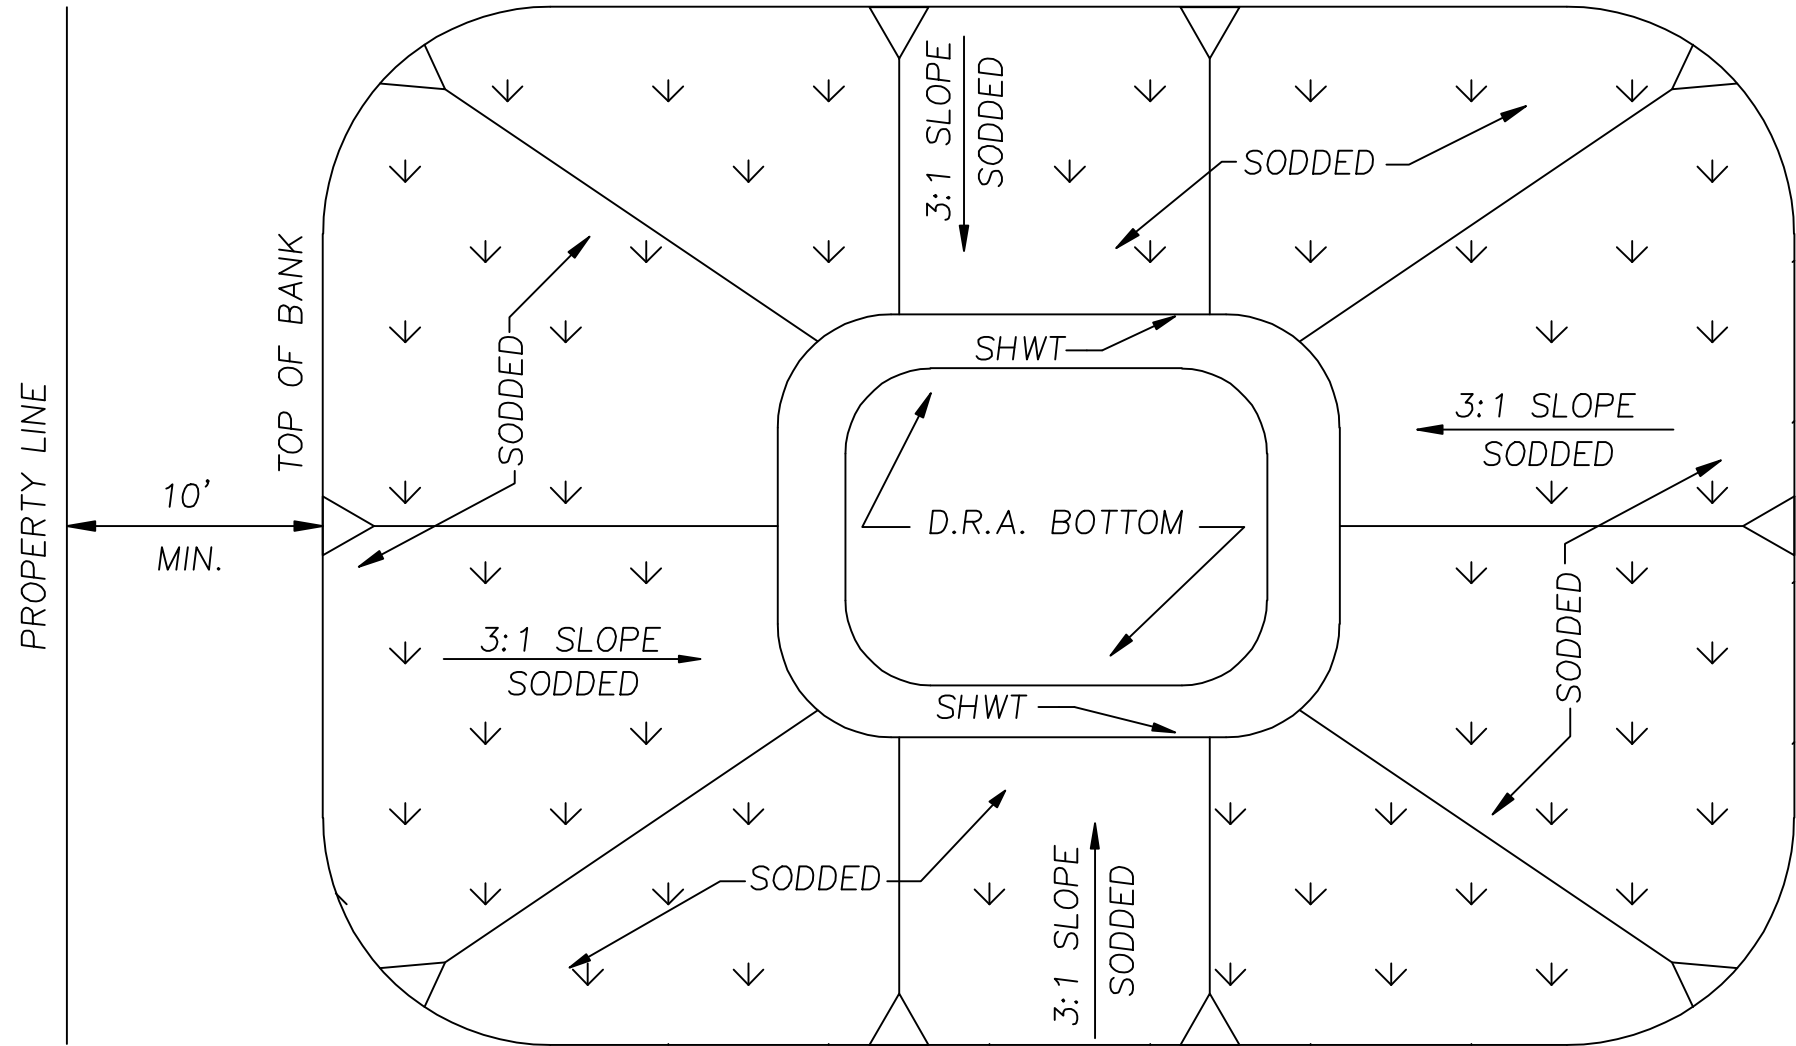 PROPERTY LINE
10'
MIN.
TOP OF BANK
SODDED
3:1 SLOPE
SODDED
3:1 SLOPE
SODDED
SODDED
SHWT
D.R.A. BOTTOM
SHWT
3:1 SLOPE
SODDED
SODDED
SODDED
3:1 SLOPE
SODDED